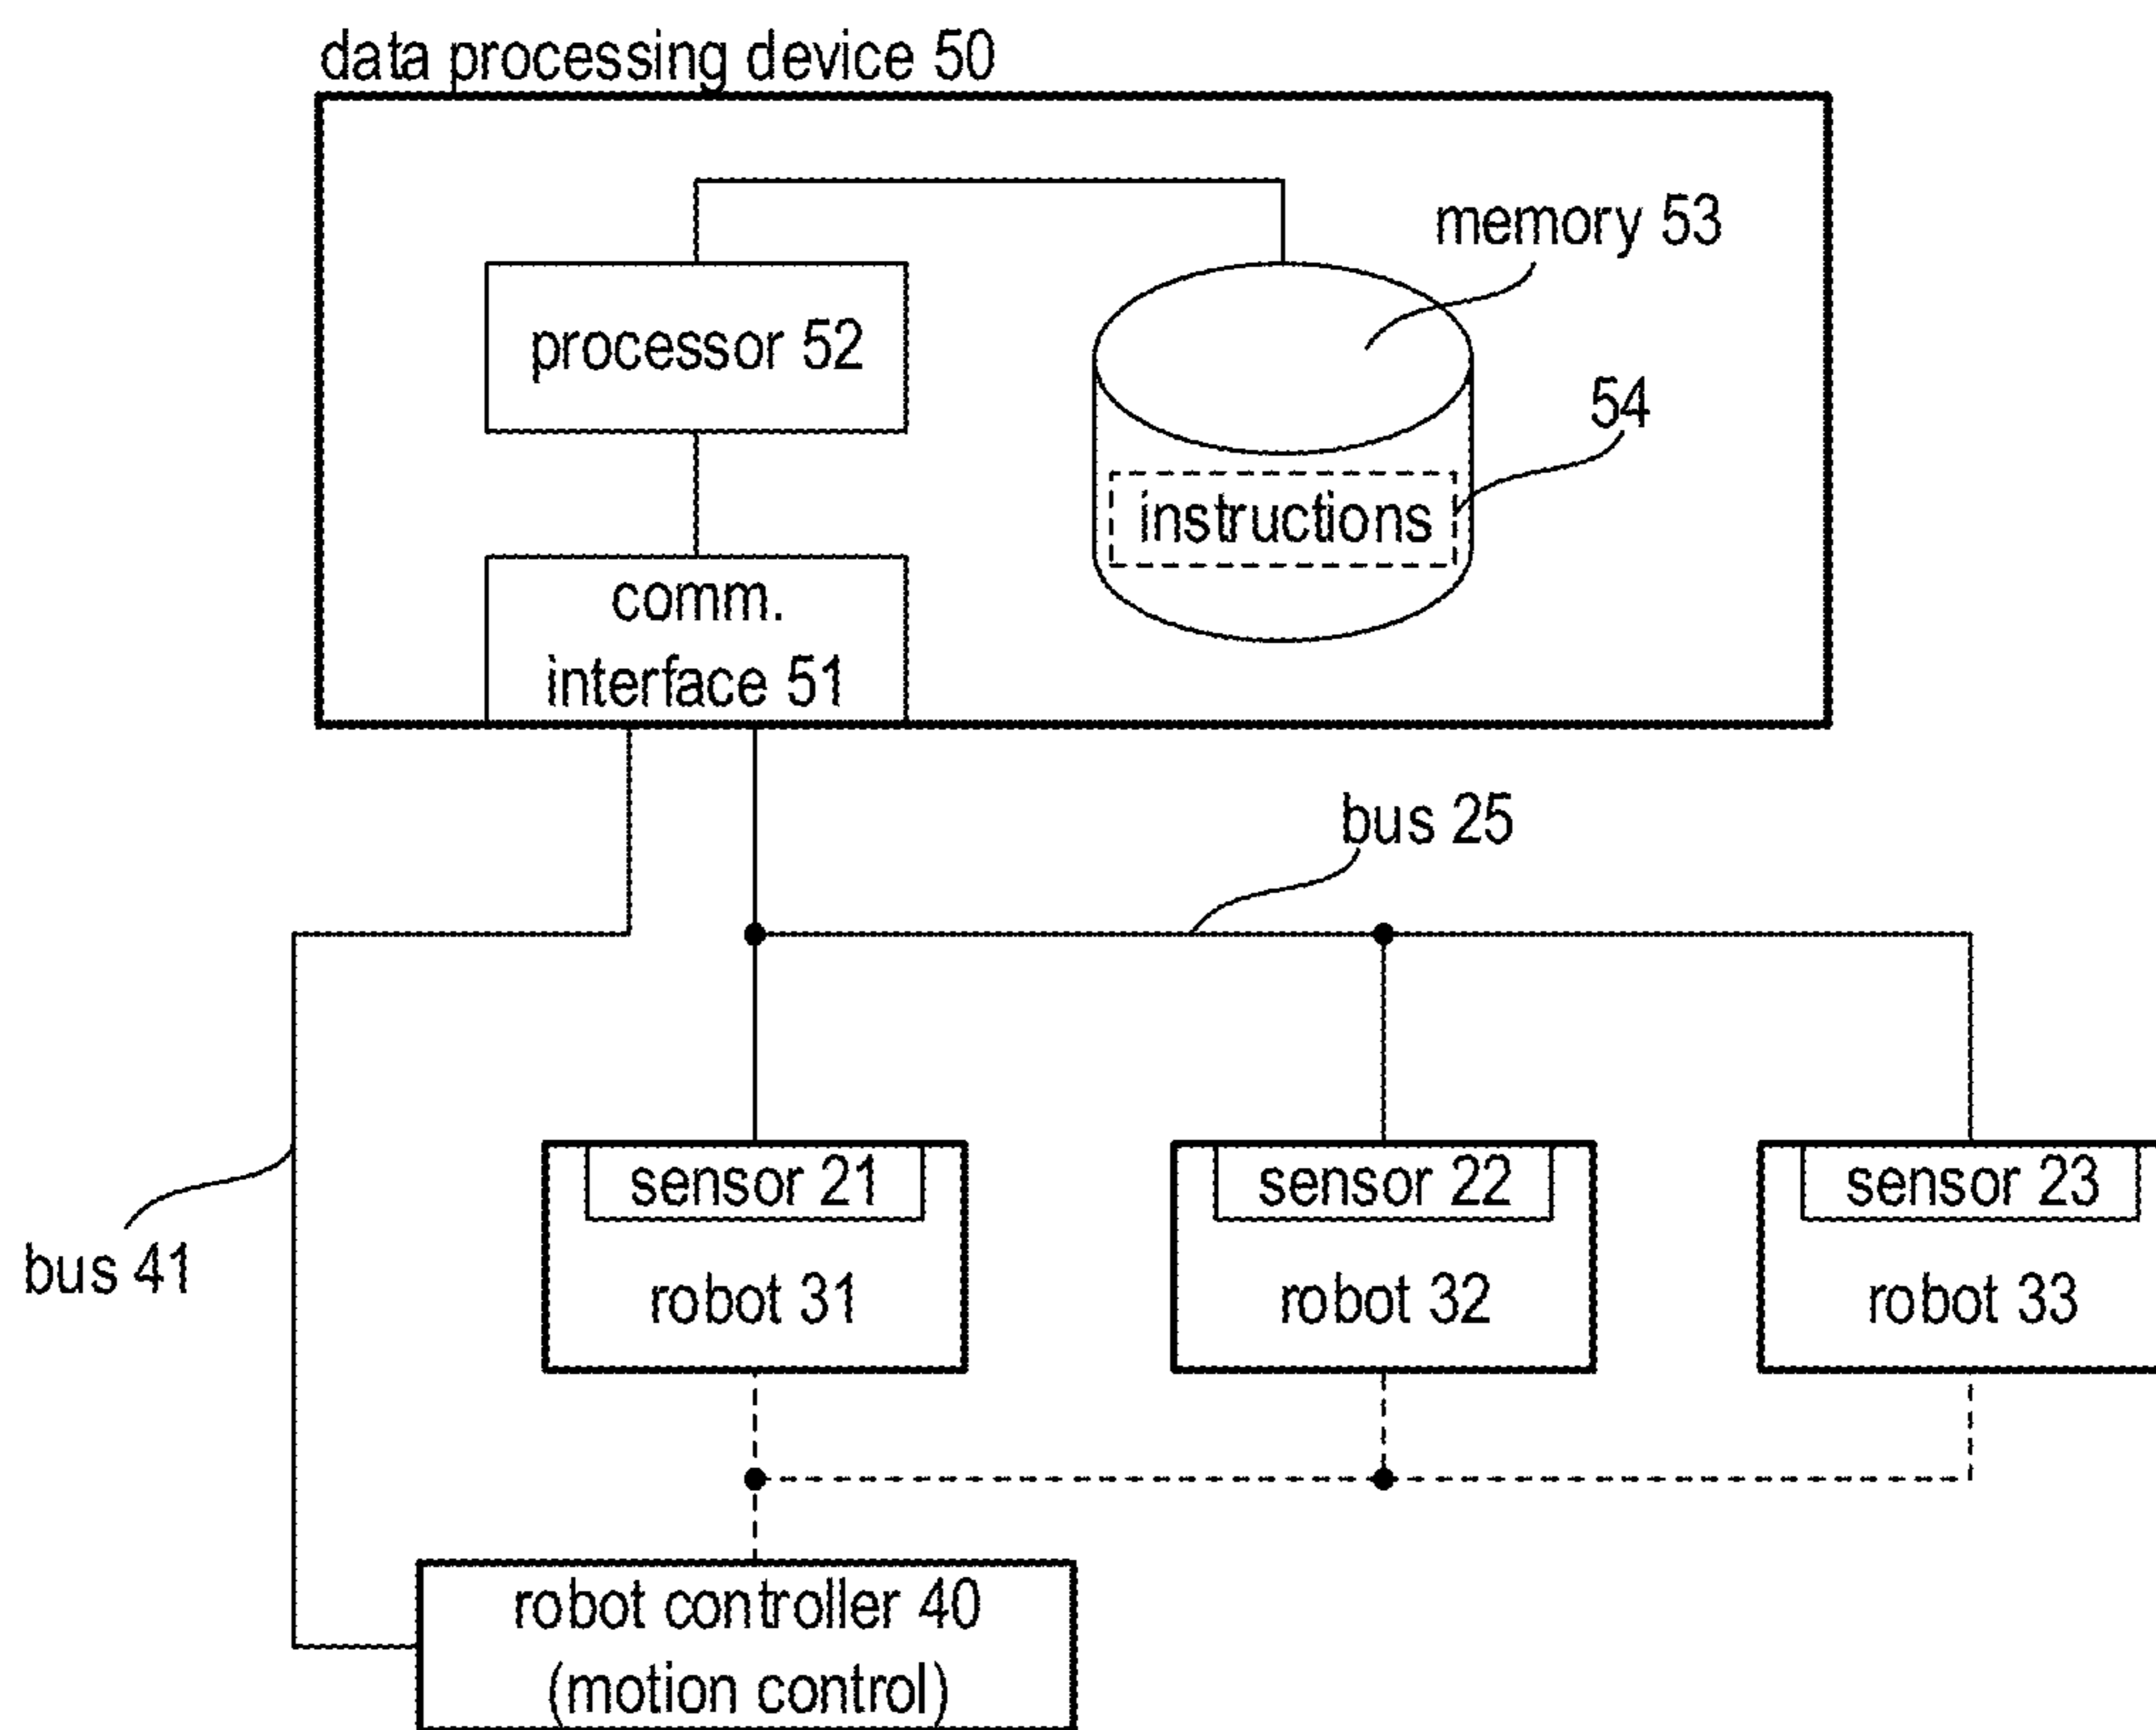 data processing device 50
memory 53
processor 52
54
instructions
comm.
interface 51
bus 25
sensor 21
sensor 22
sensor 23
bus 41
robot 31
robot 32
robot 33
robot controller 40
(motion control)